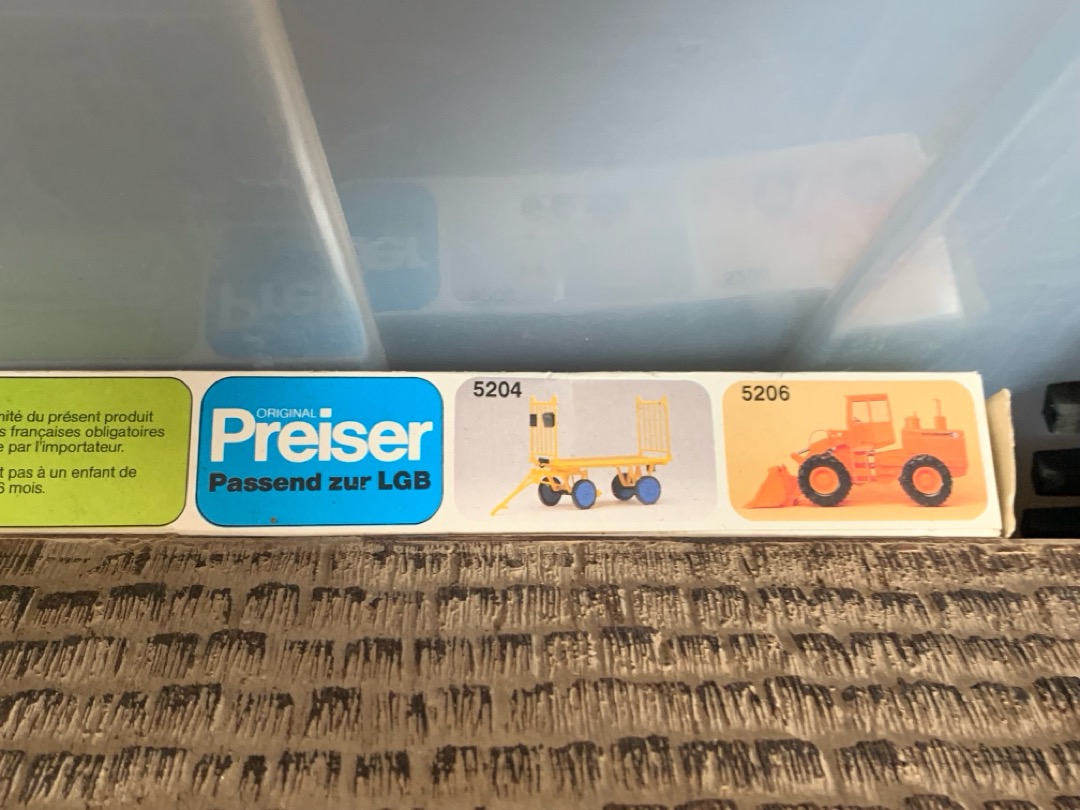 nité du présent produit
s françaises obligatoires
e par l'importateur.
t pas à un enfant de
6 mois.
ORIGINAL
Preiser
Passend zur LGB
5204
5206